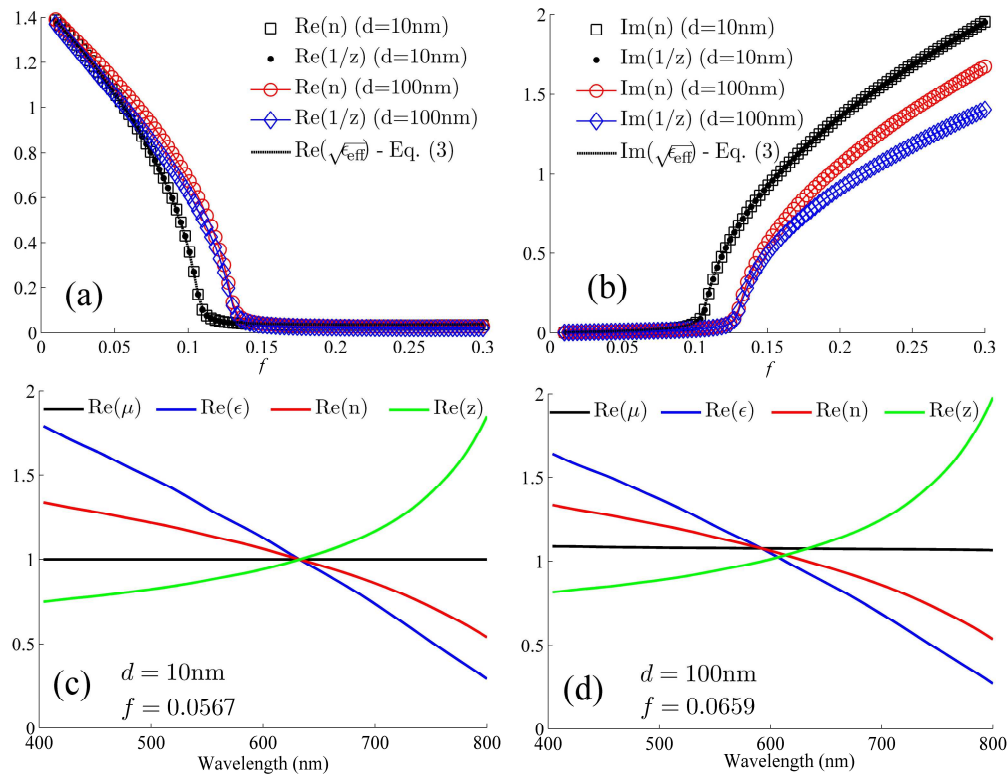 1.4
1.2
1
0.8
0.6
0.4
0.2
0
0
0.05
0.1
0.15
0.2
0.25
0.3
f
(a)
Re(n) (d=10nm)
Re(1/z) (d=10nm)
Re(n) (d=100nm)
Re(1/z) (d=100nm)
Re(√ϵeff) - Eq. (3)
2
1.5
1
0.5
0
0
0.05
0.1
0.15
0.2
0.25
0.3
f
(b)
Im(n) (d=10nm)
Im(1/z) (d=10nm)
Im(n) (d=100nm)
Im(1/z) (d=100nm)
Im(√ϵeff) - Eq. (3)
2
1.5
1
0.5
0
400
500
600
700
800
Wavelength (nm)
Re(μ) Re(ϵ) Re(n) Re(z)
(c)
d = 10nm
f = 0.0567
2
1.5
1
0.5
0
400
500
600
700
800
Wavelength (nm)
Re(μ) Re(ϵ) Re(n) Re(z)
(d)
d = 100nm
f = 0.0659